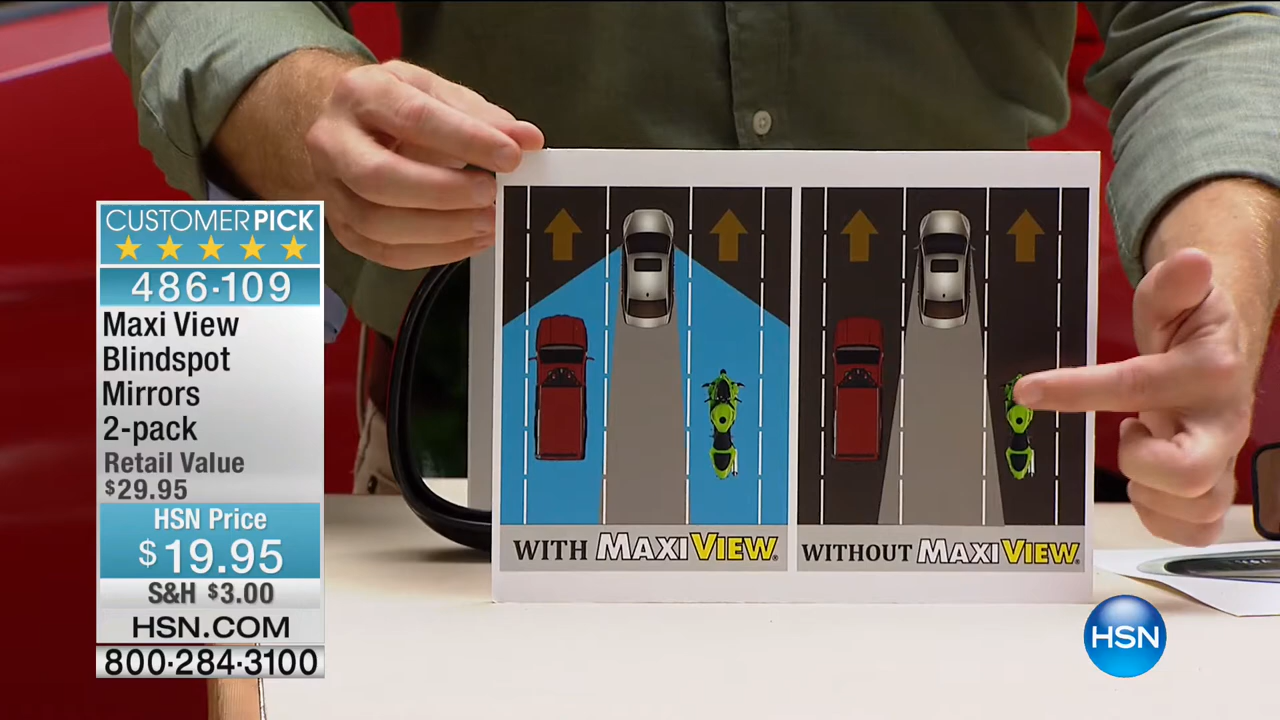 CUSTOMER PICK
486-109
Maxi View
Blindspot
Mirrors
2-pack
Retail Value
$29.95
HSN Price
$19.95
S&H $3.00
HSN.COM
800-284-3100
WITH MAXIVIEW®
WITHOUT MAXIVIEW®
HSN